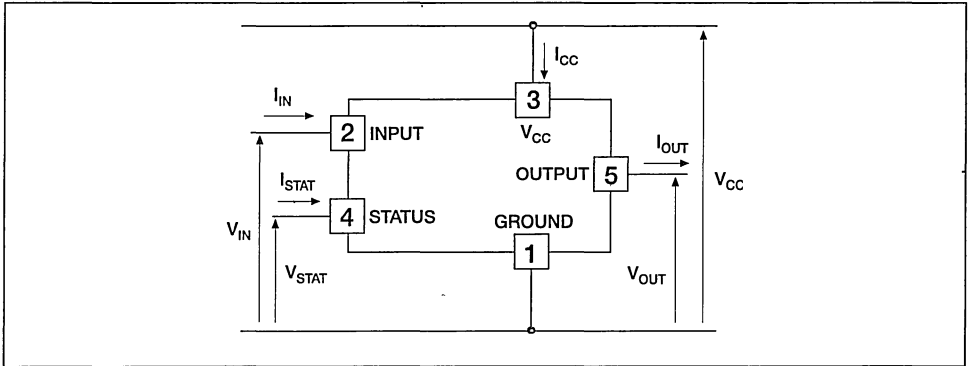 I_CC
3
V_CC
I_IN
2 INPUT
I_OUT
OUTPUT 5
V_CC
I_STAT
4 STATUS
GROUND
1
V_IN
V_STAT
V_OUT